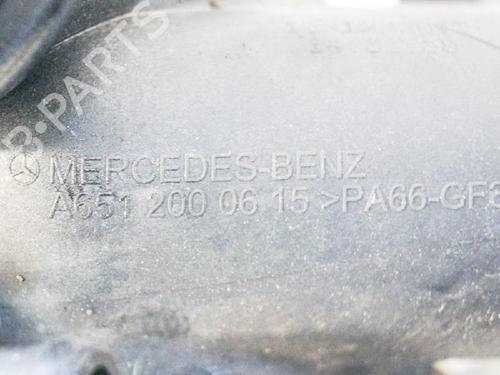 B-PARTS
MERCEDES-BENZ
A651 200 06 15 >PA66-GF3